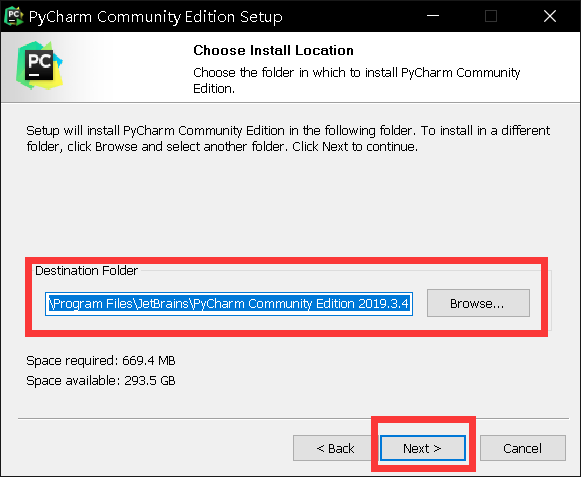 PyCharm Community Edition Setup
PC
Choose Install Location
Choose the folder in which to install PyCharm Community
Edition.
Setup will install PyCharm Community Edition in the following folder. To install in a different
folder, click Browse and select another folder. Click Next to continue.
Destination Folder
\Program Files\JetBrains\PyCharm Community Edition 2019.3.4
Browse...
Space required: 669.4 MB
Space available: 293.5 GB
< Back
Next >
Cancel